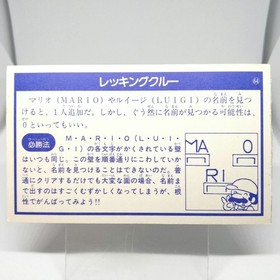 レッキングクルー
64
マリオ(MARIO)やルイージ(LUIGI)の名前を見つ
けると、1人追加だ。しかし、ぐう然に名前が見つかる可能性は、
0といってもいい。
必勝法
M・A・R・I・O(L・U・I・
G・I)の各文字がかくされている壁
はいつも同じ。この壁を順番通りにこわしていか
ないと、名前を見つけることはできないのだ。普
通にクリアするだけでも大変な面の場合、名前ま
で出すのはすごくむずかしくなってしまうが、根
性でがんばってみよう!!
MA O
RI